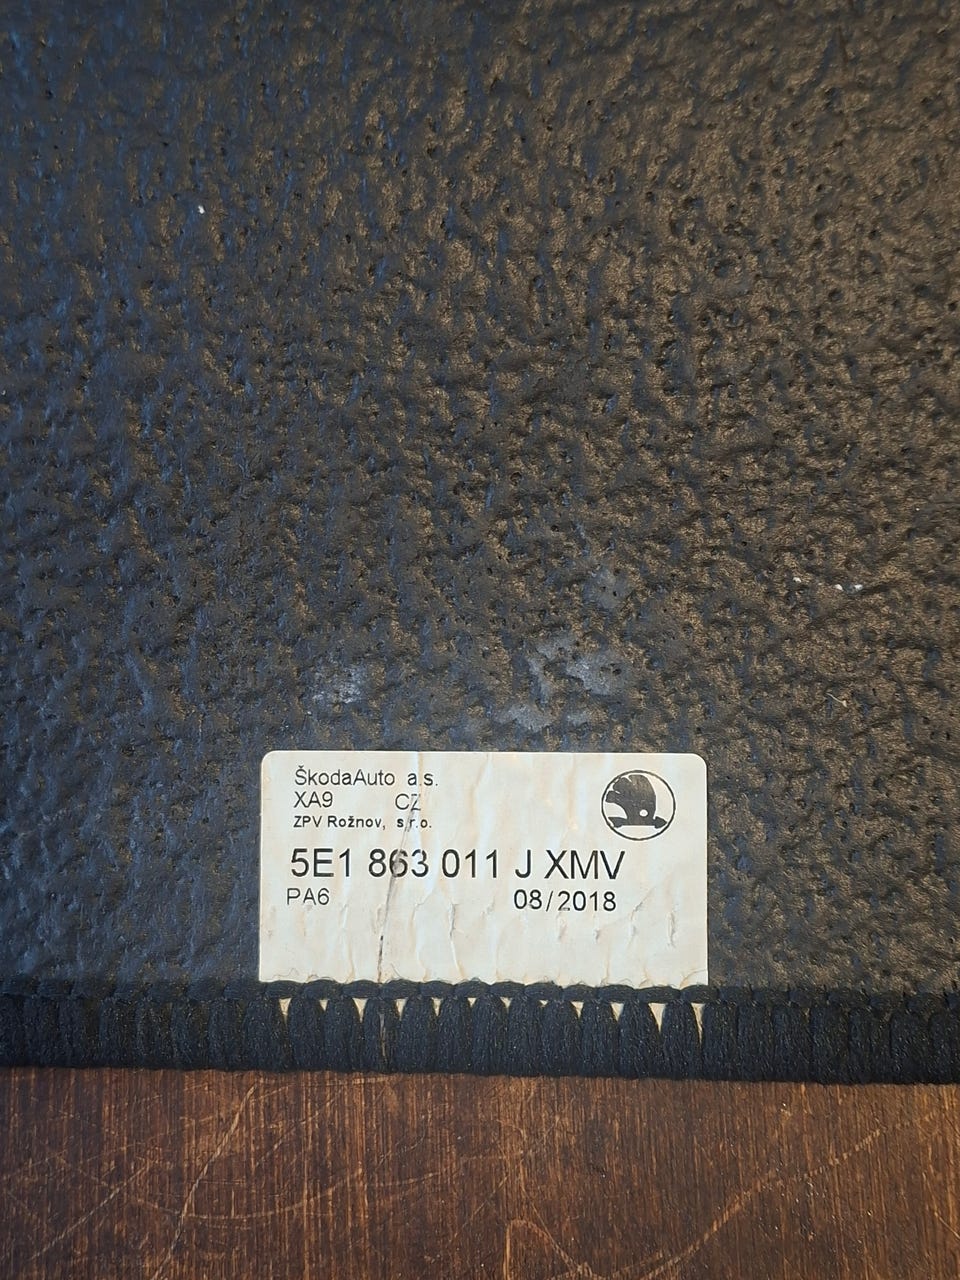 ŠkodaAuto a.s.
XA9 CZ
ZPV Rožnov, s.r.o.
5E1 863 011 J XMV
PA6 08/2018